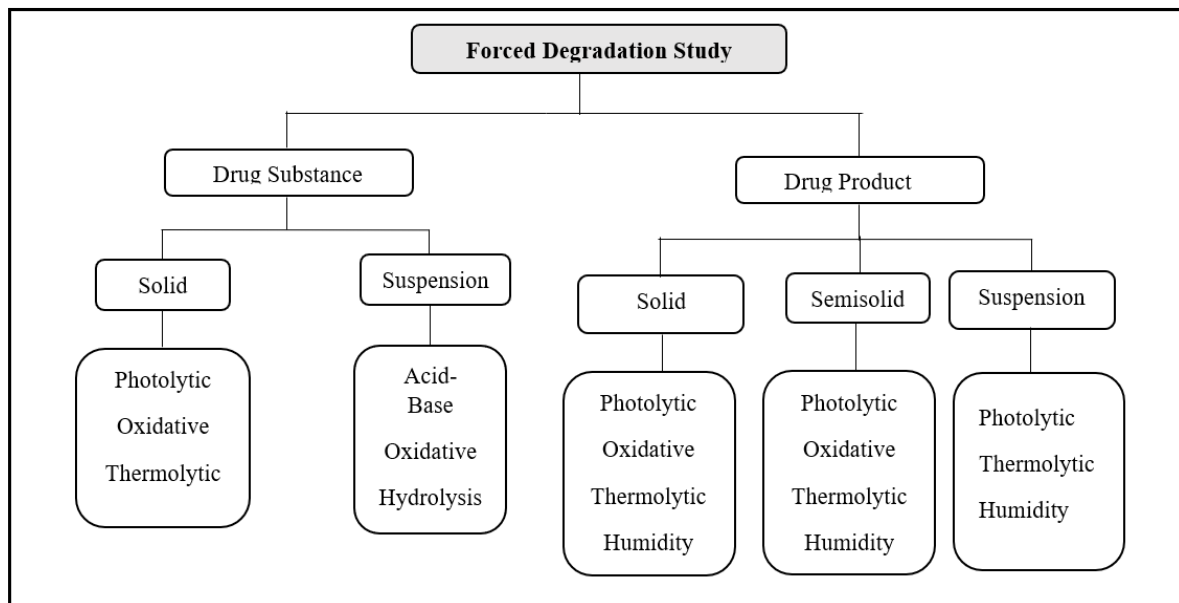 Forced Degradation Study
Drug Substance
Drug Product
Solid
Suspension
Solid
Semisolid
Suspension
Photolytic
Oxidative
Thermolytic
Acid-
Base
Oxidative
Hydrolysis
Photolytic
Oxidative
Thermolytic
Humidity
Photolytic
Oxidative
Thermolytic
Humidity
Photolytic
Thermolytic
Humidity